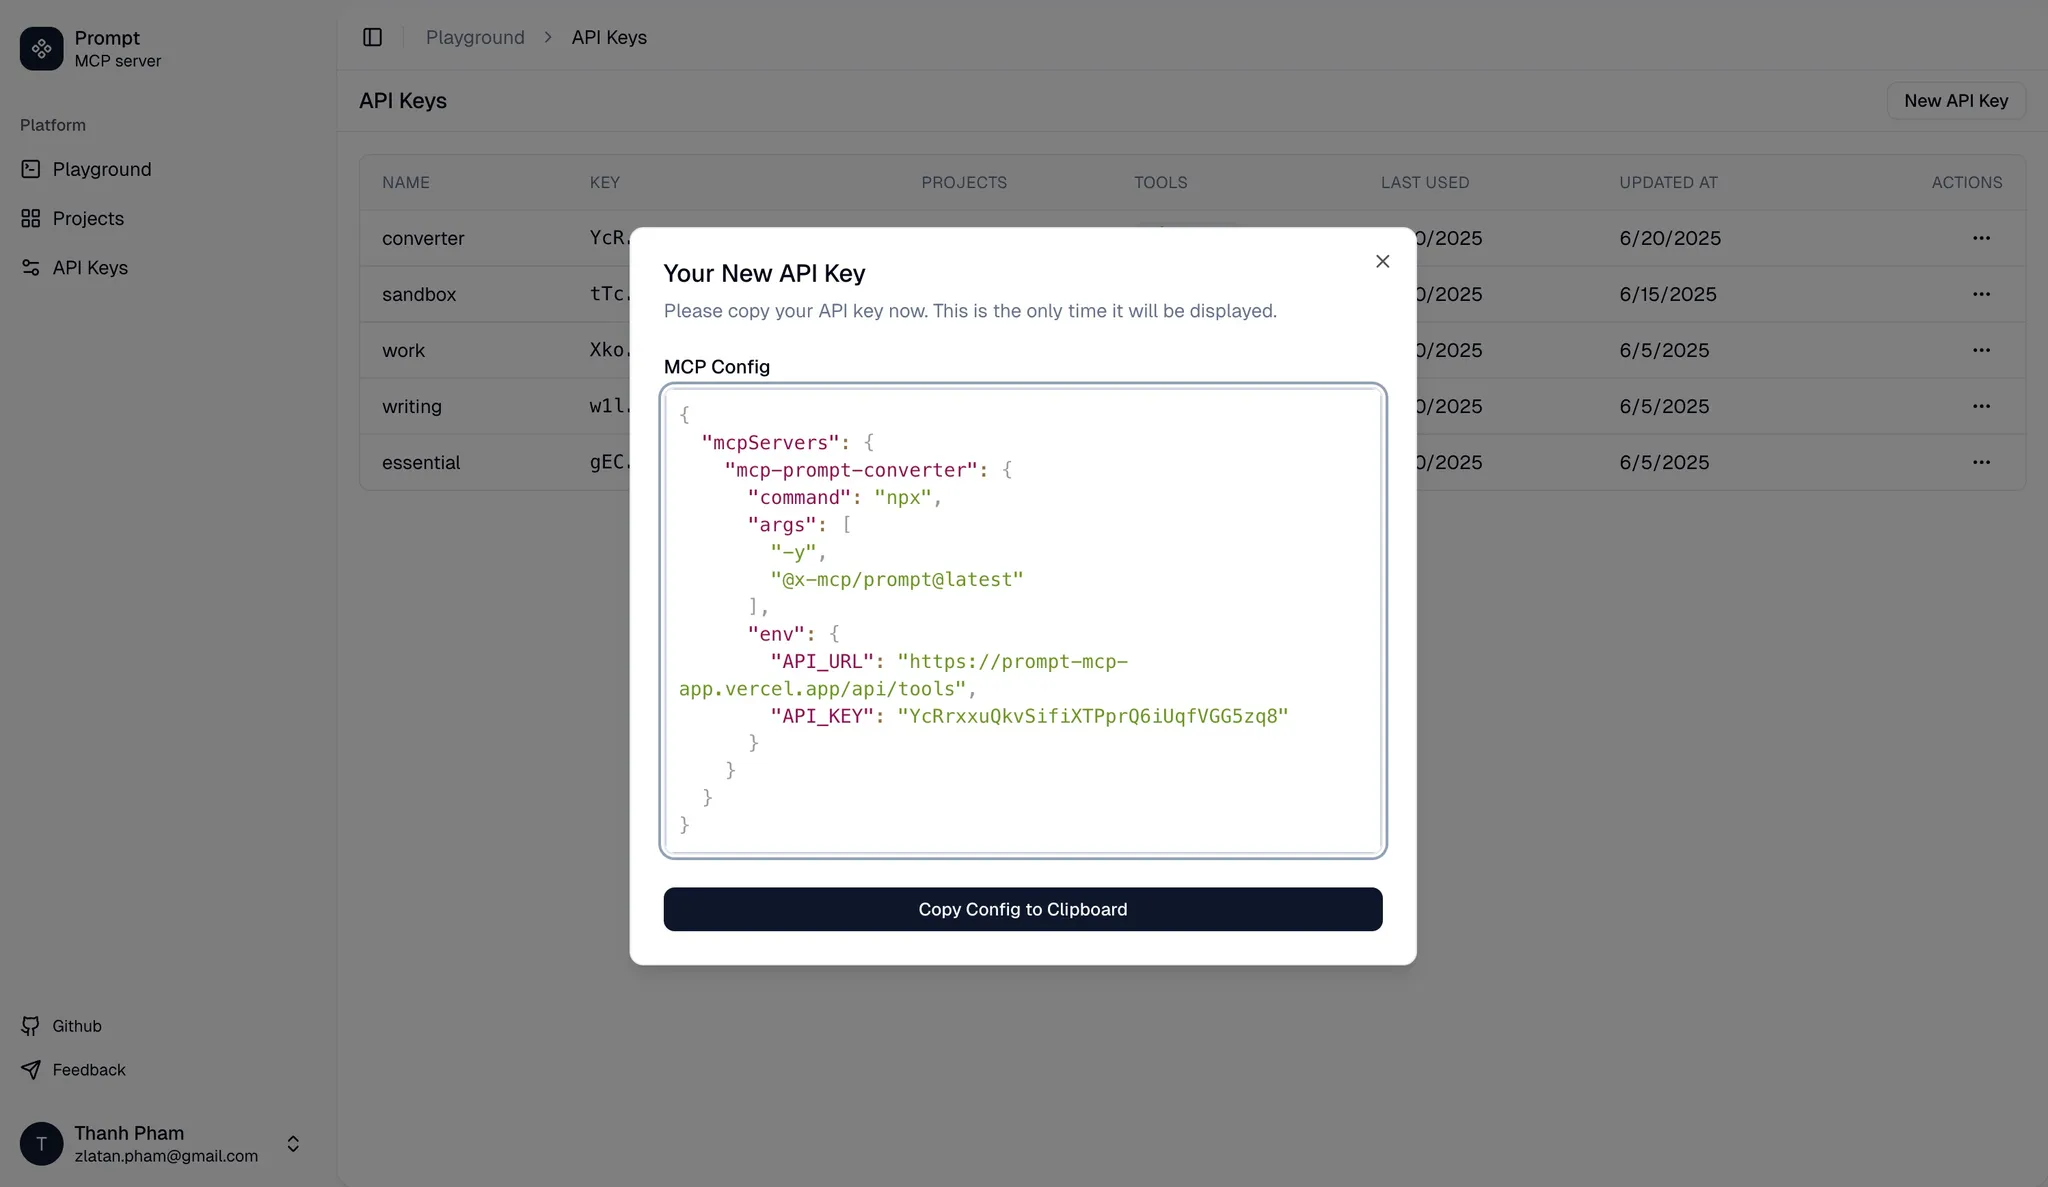 Prompt
MCP server
Platform
Playground
Projects
API Keys
Github
Feedback
T
Thanh Pham
zlatan.pham@gmail.com
Playground > API Keys
API Keys
New API Key
NAME KEY PROJECTS TOOLS LAST USED UPDATED AT ACTIONS
converter YcR. 0/2025 6/20/2025 ...
sandbox tTc. 0/2025 6/15/2025 ...
work Xko. 0/2025 6/5/2025 ...
writing w1l. 0/2025 6/5/2025 ...
essential gEC. 0/2025 6/5/2025 ...
Your New API Key
Please copy your API key now. This is the only time it will be displayed.
MCP Config
{
  "mcpServers": {
    "mcp-prompt-converter": {
      "command": "npx",
      "args": [
        "-y",
        "@x-mcp/prompt@latest"
      ],
      "env": {
        "API_URL": "https://prompt-mcp-
app.vercel.app/api/tools",
        "API_KEY": "YcRrxxuQkvSifiXTPprQ6iUqfVGG5zq8"
      }
    }
  }
}
Copy Config to Clipboard